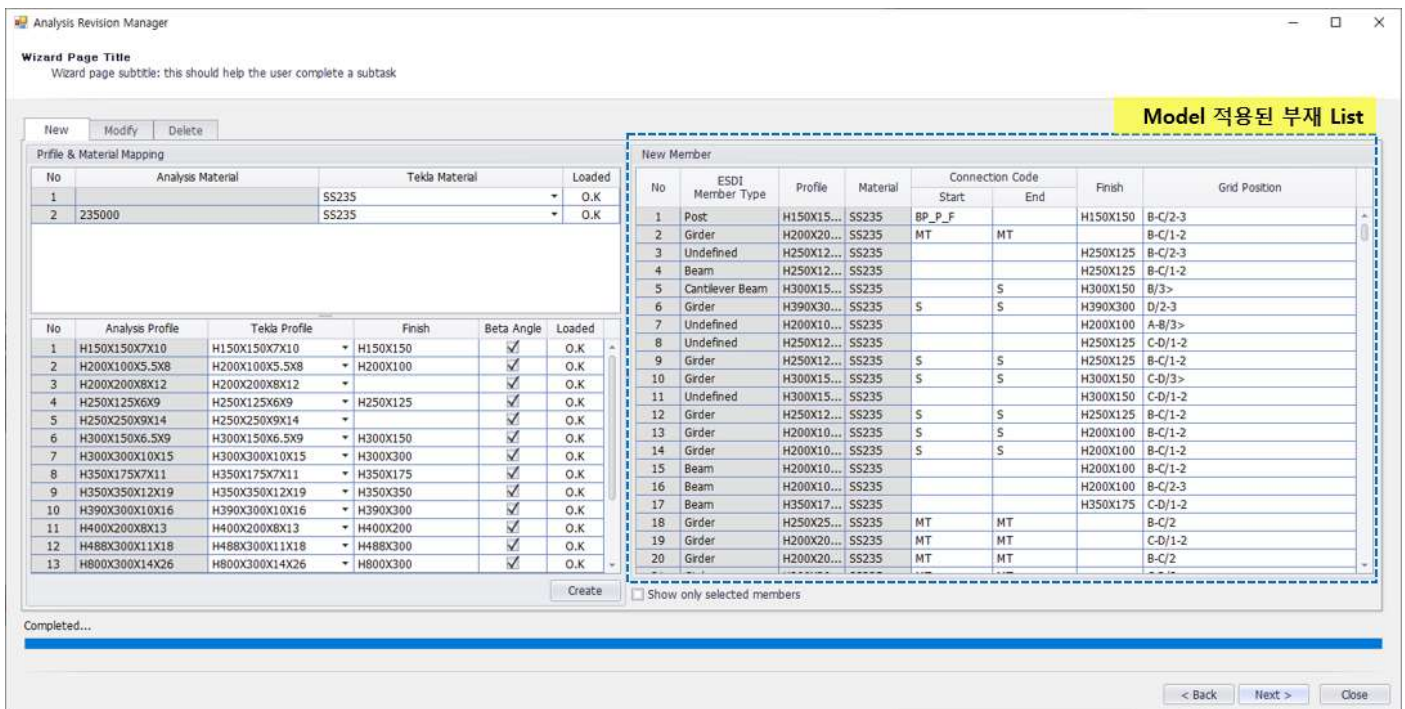 Analysis Revision Manager
Wizard Page Title
Wizard page subtitle: this should help the user complete a subtask
Model 적용된 부재 List
New Modify Delete
Prifile & Material Mapping
No Analysis Material Tekla Material Loaded
1 SS235 O.K
2 235000 SS235 O.K
No Analysis Profile Tekla Profile Finish Beta Angle Loaded
1 H150X150X7X10 H150X150X7X10 H150X150 O.K
2 H200X100X5.5X8 H200X100X5.5X8 H200X100 O.K
3 H200X200X8X12 H200X200X8X12 O.K
4 H250X125X6X9 H250X125X6X9 H250X125 O.K
5 H250X250X9X14 H250X250X9X14 O.K
6 H300X150X6.5X9 H300X150X6.5X9 H300X150 O.K
7 H300X300X10X15 H300X300X10X15 H300X300 O.K
8 H350X175X7X11 H350X175X7X11 H350X175 O.K
9 H350X350X12X19 H350X350X12X19 H350X350 O.K
10 H390X300X10X16 H390X300X10X16 H390X300 O.K
11 H400X200X8X13 H400X200X8X13 H400X200 O.K
12 H488X300X11X18 H488X300X11X18 H488X300 O.K
13 H800X300X14X26 H800X300X14X26 H800X300 O.K
Create
New Member
No ESDI Member Type Profile Material Connection Code Finish Grid Position
Start End
1 Post H150X15... SS235 BP_P_F H150X150 B-C/2-3
2 Girder H200X20... SS235 MT MT B-C/1-2
3 Undefined H250X12... SS235 H250X125 B-C/2-3
4 Beam H250X12... SS235 H250X125 B-C/1-2
5 Cantilever Beam H300X15... SS235 S H300X150 B/3>
6 Girder H390X30... SS235 S S H390X300 D/2-3
7 Undefined H200X10... SS235 H200X100 A-B/3>
8 Undefined H250X12... SS235 H250X125 C-D/1-2
9 Girder H250X12... SS235 S S H250X125 B-C/1-2
10 Girder H300X15... SS235 S S H300X150 C-D/3>
11 Undefined H300X15... SS235 H300X150 C-D/1-2
12 Girder H250X12... SS235 S S H250X125 B-C/1-2
13 Girder H200X10... SS235 S S H200X100 B-C/1-2
14 Girder H200X10... SS235 S S H200X100 B-C/1-2
15 Beam H200X10... SS235 H200X100 B-C/1-2
16 Beam H200X10... SS235 H200X100 B-C/2-3
17 Beam H350X17... SS235 H350X175 C-D/1-2
18 Girder H250X25... SS235 MT MT B-C/2
19 Girder H200X20... SS235 MT MT C-D/1-2
20 Girder H200X20... SS235 MT MT B-C/2
Show only selected members
Completed...
< Back Next > Close